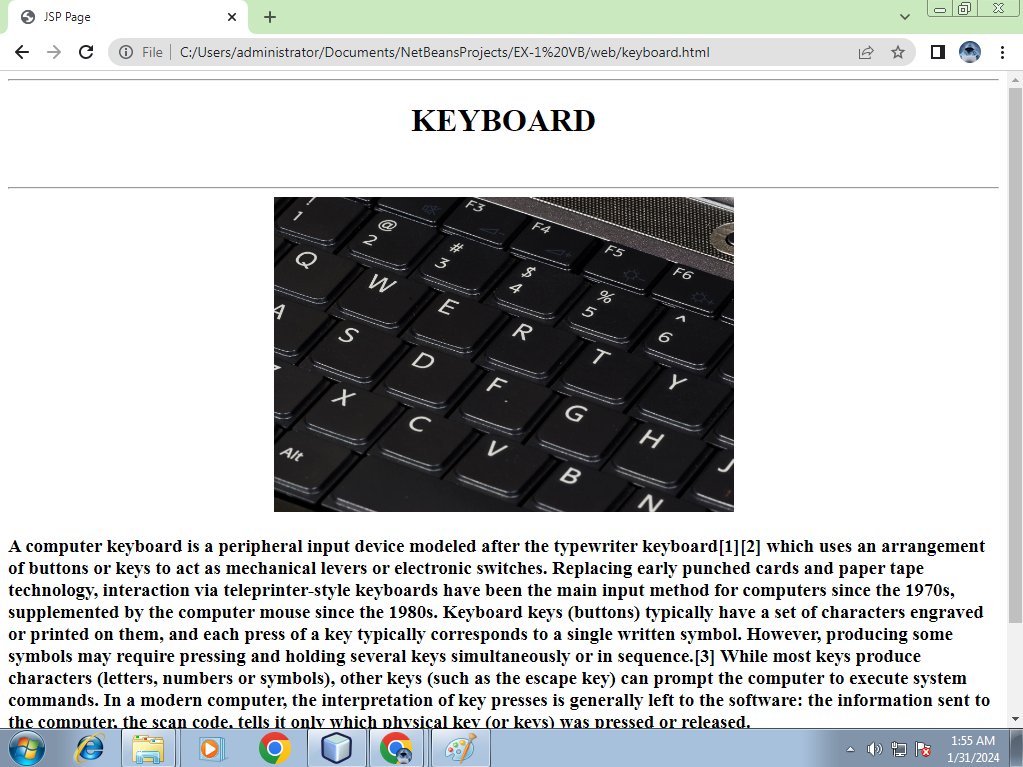 JSP Page
File
C:/Users/administrator/Documents/NetBeansProjects/EX-1%20VB/web/keyboard.html
KEYBOARD
! F3
1 @ F4
2 # F5
3 $ F6
Q 4 %
W 5 ^
E 6
A R
S T
D Y
F
X G
C H
Alt V J
B
N
A computer keyboard is a peripheral input device modeled after the typewriter keyboard[1][2] which uses an arrangement
of buttons or keys to act as mechanical levers or electronic switches. Replacing early punched cards and paper tape
technology, interaction via teleprinter-style keyboards have been the main input method for computers since the 1970s,
supplemented by the computer mouse since the 1980s. Keyboard keys (buttons) typically have a set of characters engraved
or printed on them, and each press of a key typically corresponds to a single written symbol. However, producing some
symbols may require pressing and holding several keys simultaneously or in sequence.[3] While most keys produce
characters (letters, numbers or symbols), other keys (such as the escape key) can prompt the computer to execute system
commands. In a modern computer, the interpretation of key presses is generally left to the software: the information sent to
the computer, the scan code, tells it only which physical key (or keys) was pressed or released.
1:55 AM
1/31/2024